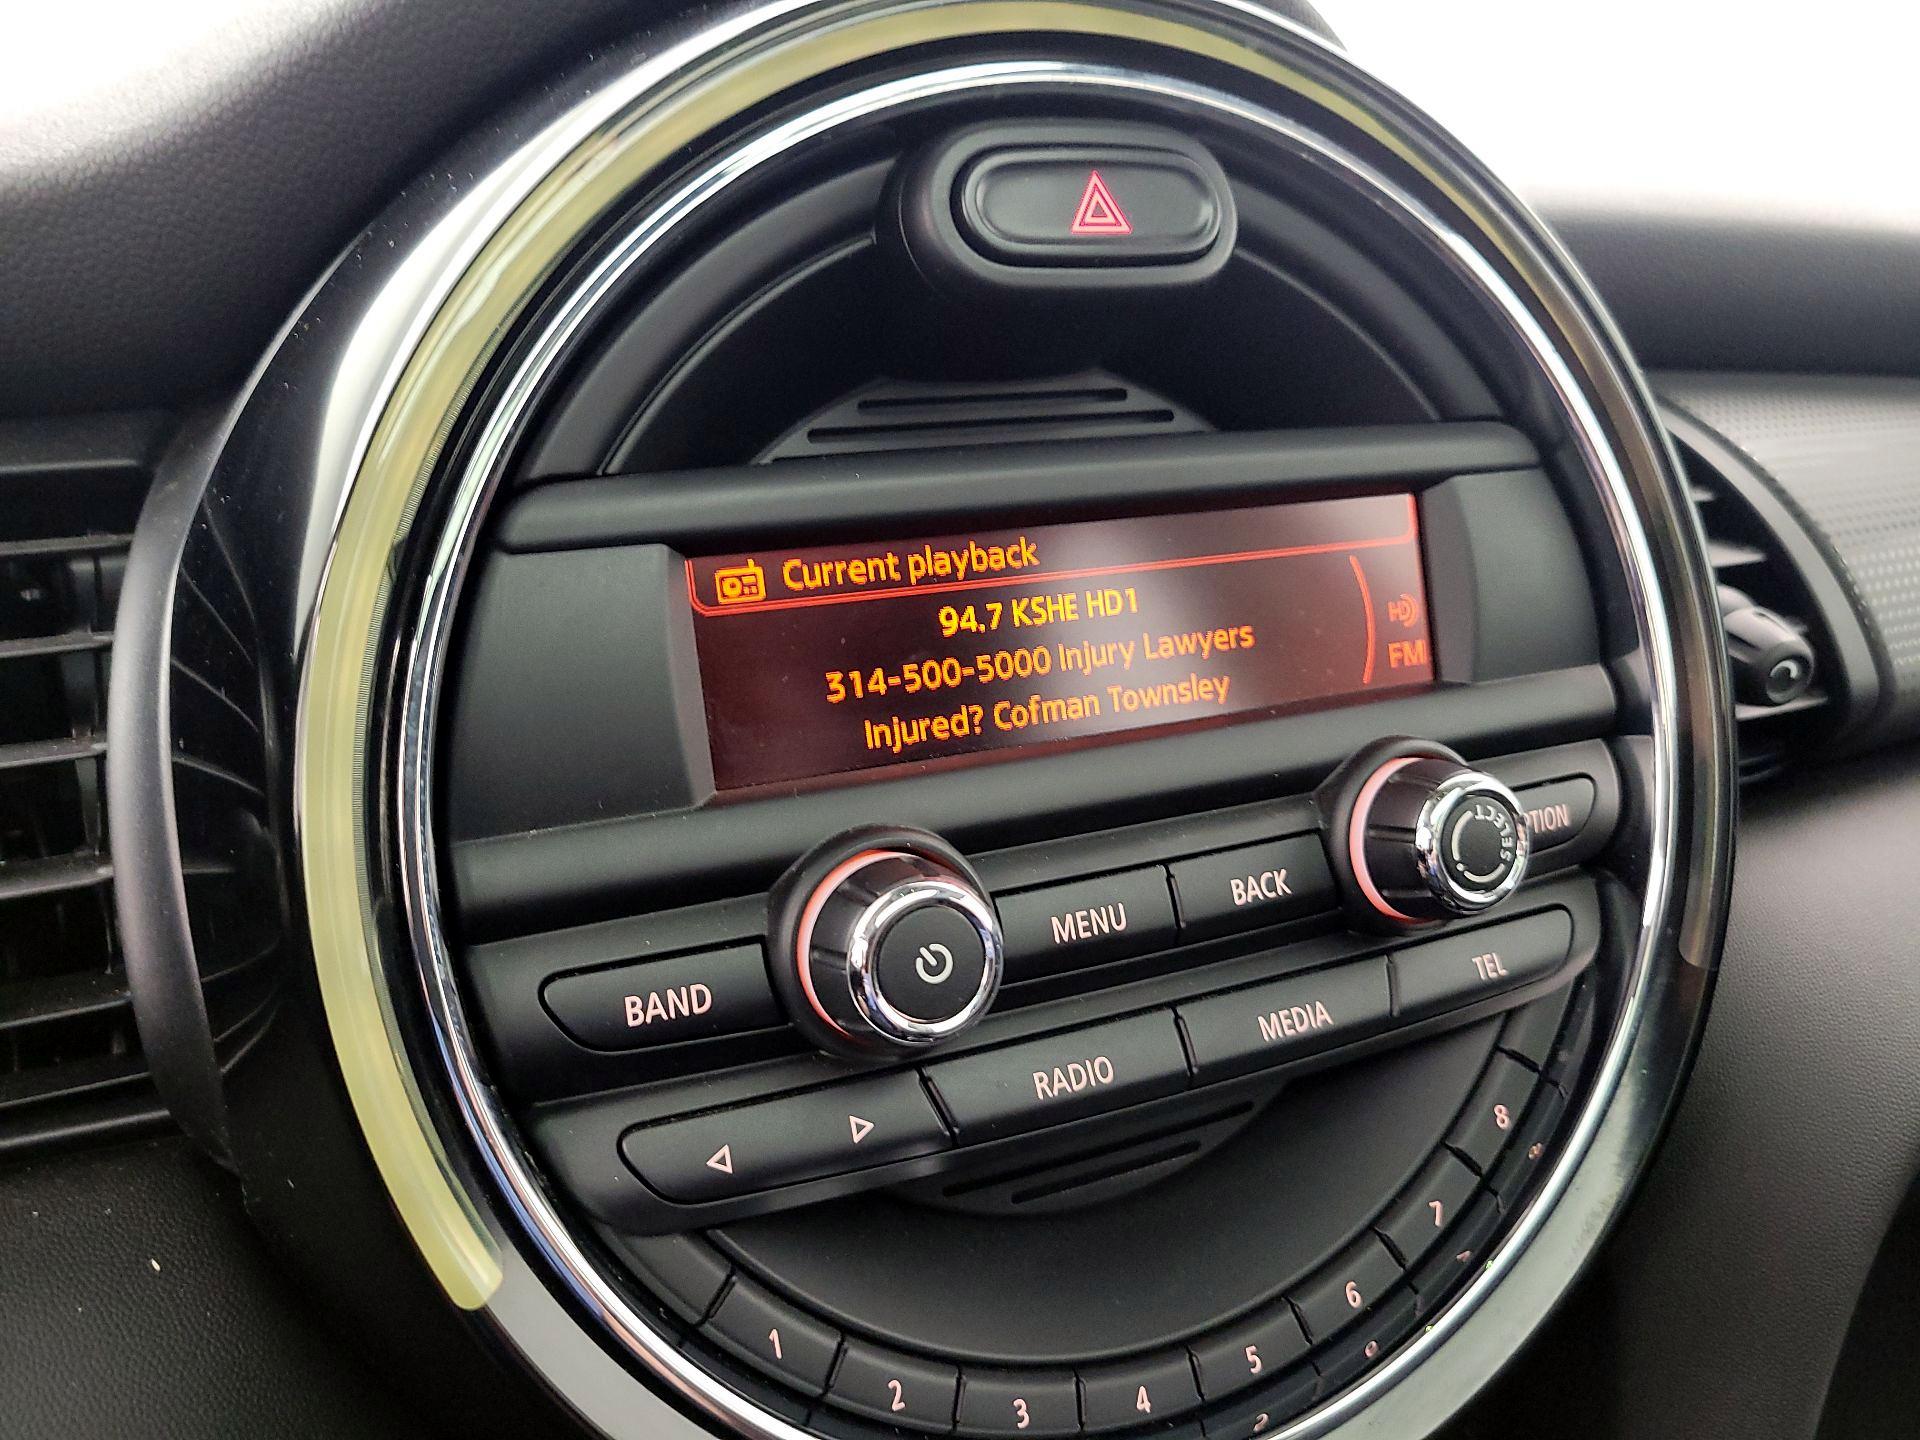 Current playback
94.7 KSHE HD1
HD
314-500-5000 Injury Lawyers
FM
Injured? Cofman Townsley
SELECT
MENU
BACK
BAND
TEL
MEDIA
RADIO
8
7
6
1
5
2
3
4